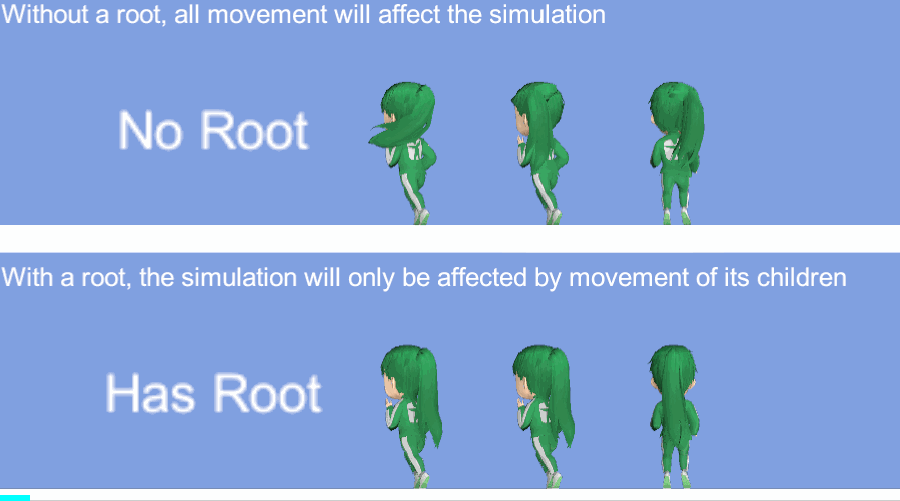 Without a root, all movement will affect the simulation
No Root
With a root, the simulation will only be affected by movement of its children
Has Root